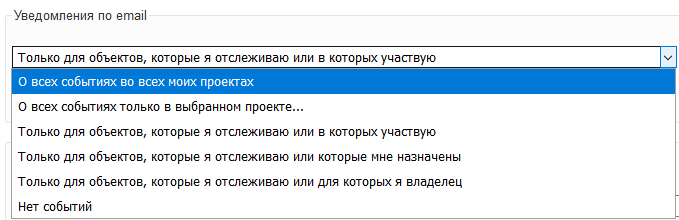 Уведомления по email
Только для объектов, которые я отслеживаю или в которых участвую
О всех событиях во всех моих проектах
О всех событиях только в выбранном проекте...
Только для объектов, которые я отслеживаю или в которых участвую
Только для объектов, которые я отслеживаю или которые мне назначены
Только для объектов, которые я отслеживаю или для которых я владелец
Нет событий